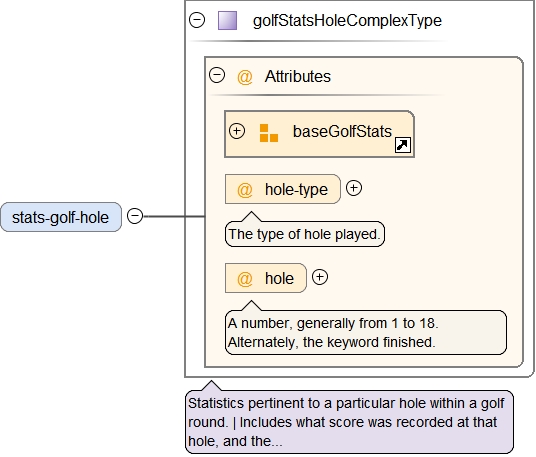 golfStatsHoleComplexType
@ Attributes
baseGolfStats
@ hole-type
stats-golf-hole
The type of hole played.
@ hole
A number, generally from 1 to 18.
Alternately, the keyword finished.
Statistics pertinent to a particular hole within a golf
round. | Includes what score was recorded at that
hole, and the...